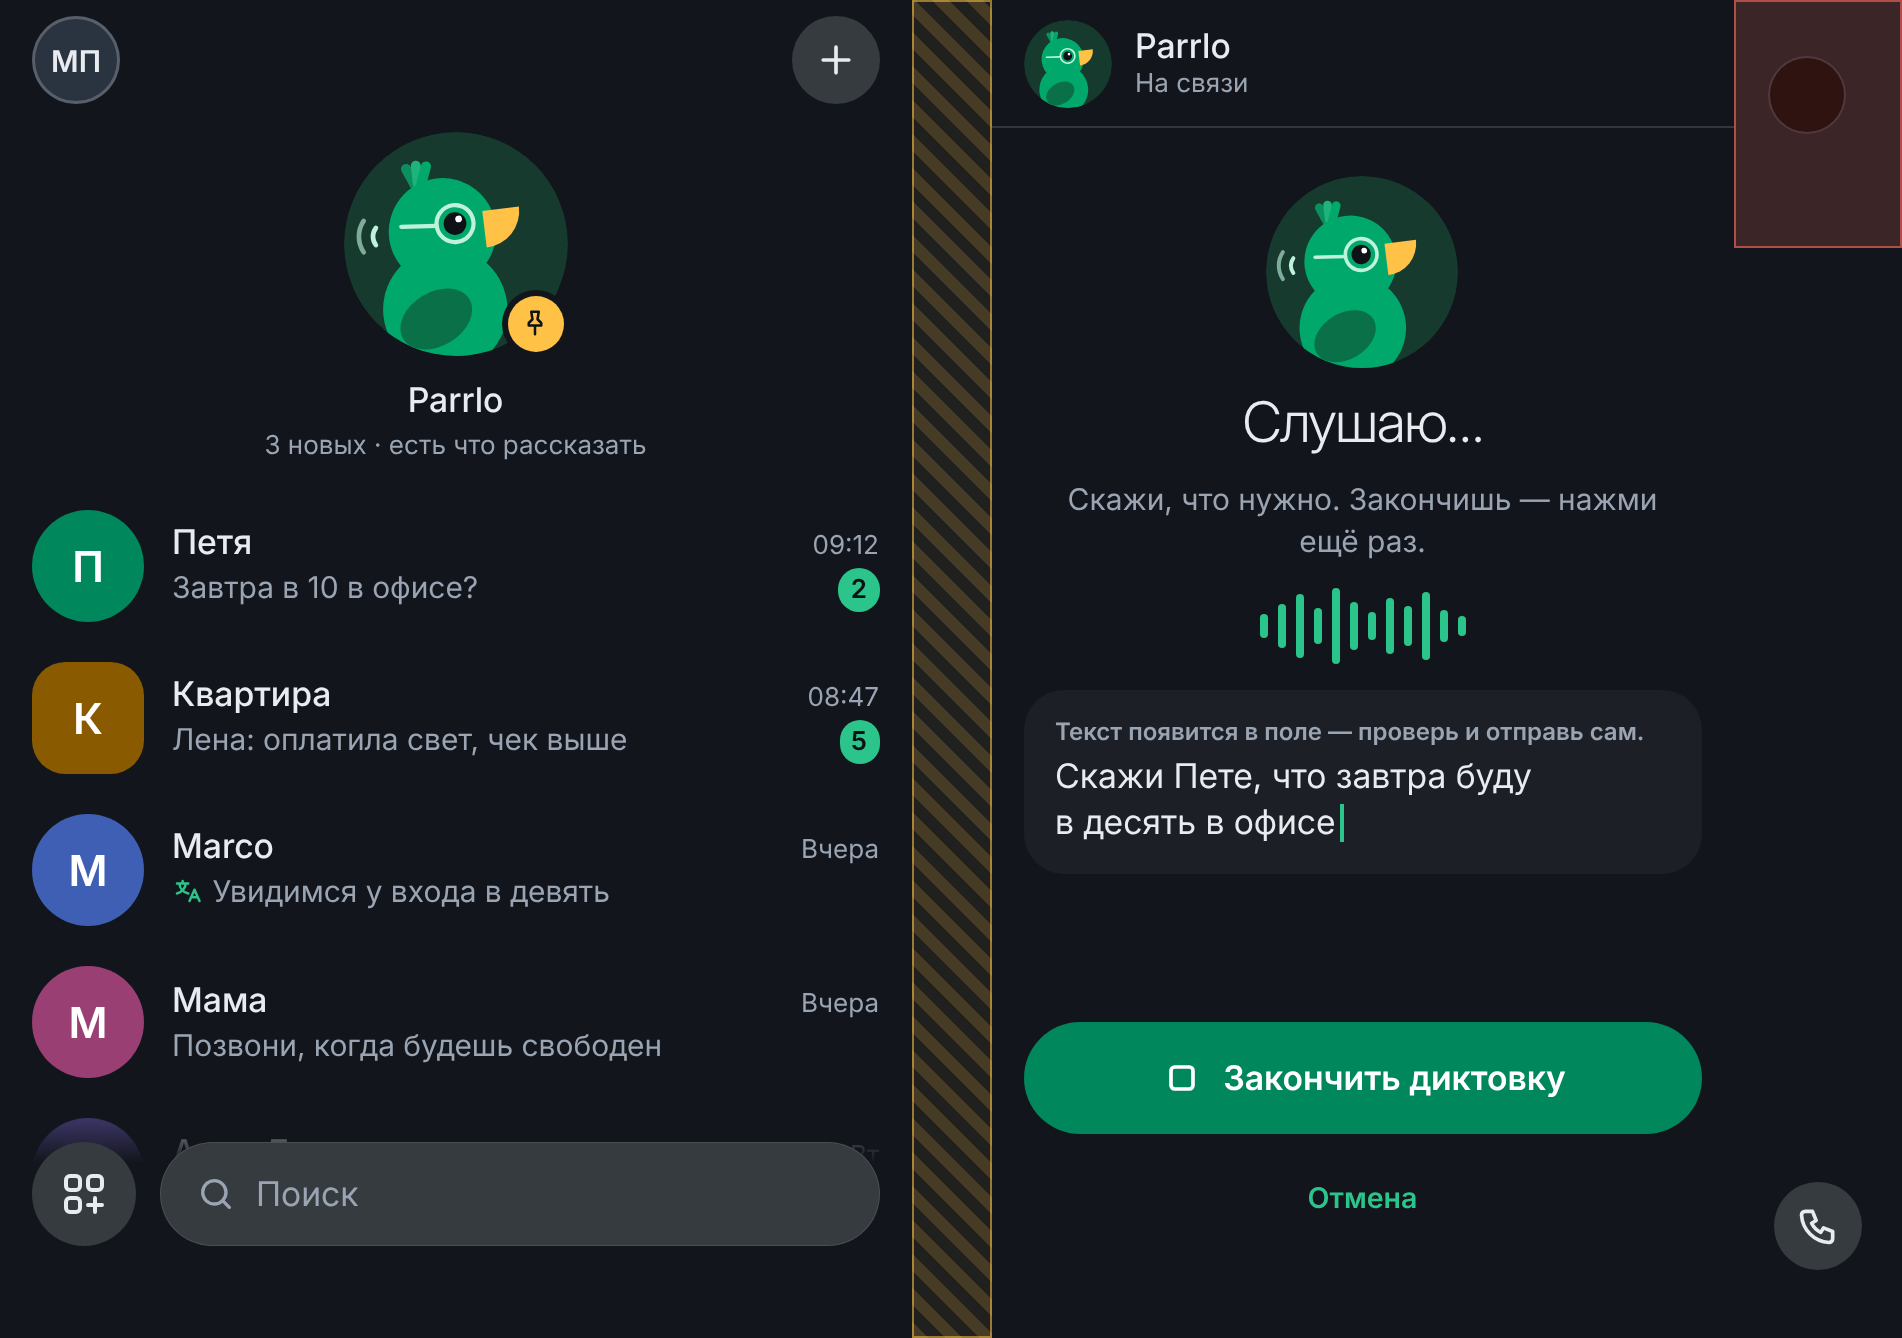 МП
Parrlo
3 новых · есть что рассказать
П
Петя
09:12
Завтра в 10 в офисе?
2
К
Квартира
08:47
Лена: оплатила свет, чек выше
5
M
Marco
Вчера
Увидимся у входа в девять
М
Мама
Вчера
Позвони, когда будешь свободен
Поиск
Parrlo
На связи
Слушаю...
Скажи, что нужно. Закончишь — нажми
ещё раз.
Текст появится в поле — проверь и отправь сам.
Скажи Пете, что завтра буду
в десять в офисе
Закончить диктовку
Отмена